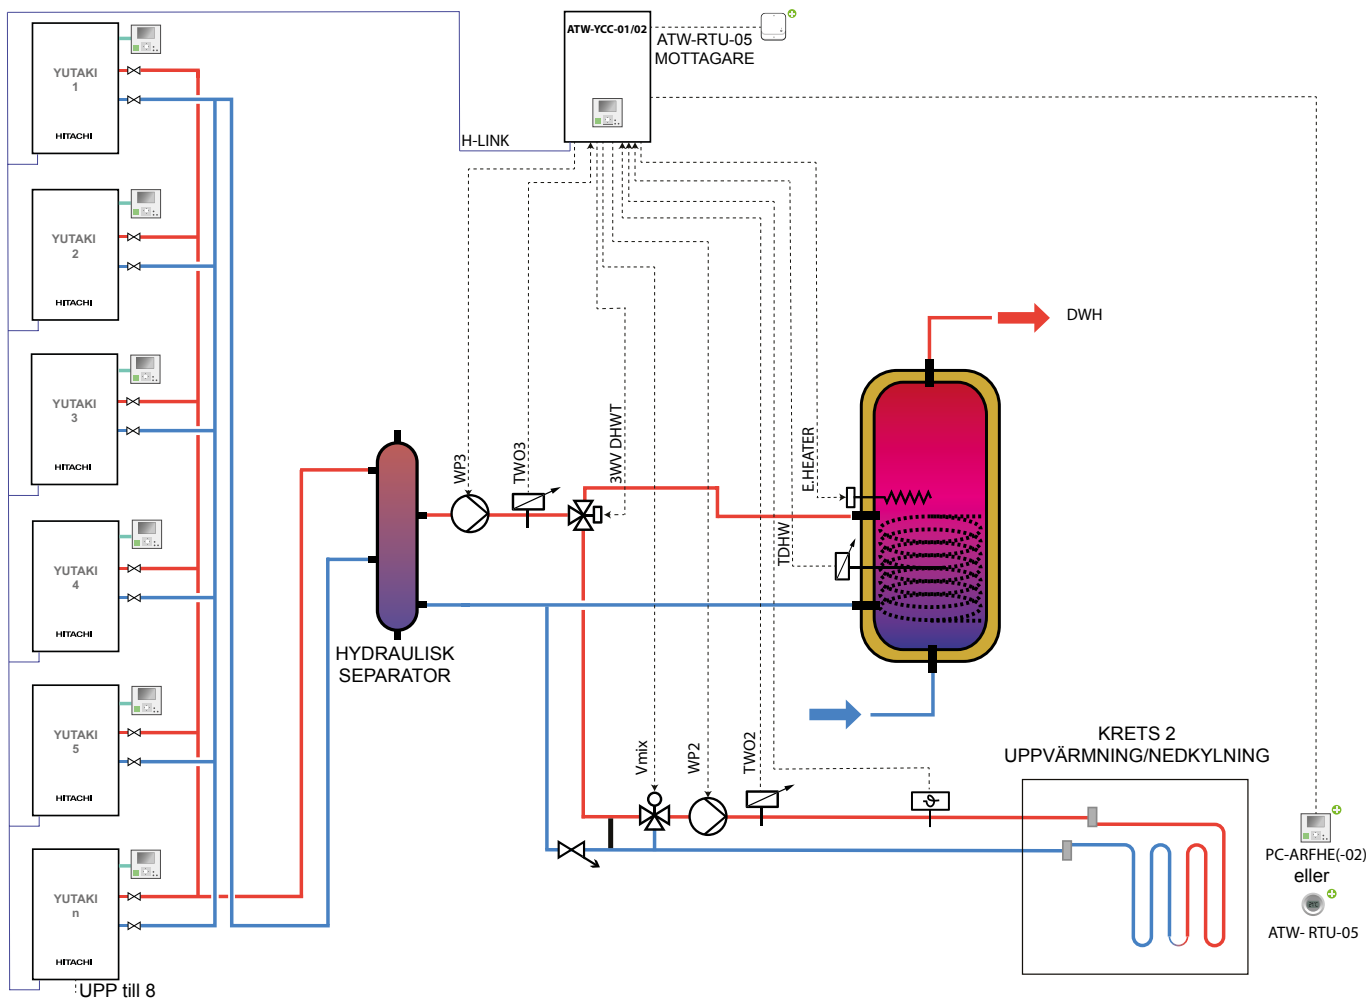 YUTAKI
1
HITACHI
YUTAKI
2
HITACHI
YUTAKI
3
HITACHI
YUTAKI
4
HITACHI
YUTAKI
5
HITACHI
YUTAKI
n
HITACHI
UPP till 8
H-LINK
ATW-YCC-01/02
ATW-RTU-05
MOTTAGARE
HYDRAULISK
SEPARATOR
WP3
TWO3
3WV DHWT
E.HEATER
TDHW
DWH
Vmix
WP2
TWO2
KRETS 2
UPPVÄRMNING/NEDKYLNING
PC-ARFHE(-02)
eller
ATW- RTU-05